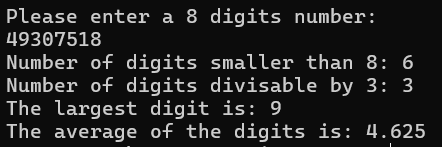 Please enter a 8 digits number:
49307518
Number of digits smaller than 8: 6
Number of digits divisable by 3: 3
The largest digit is: 9
The average of the digits is: 4.625